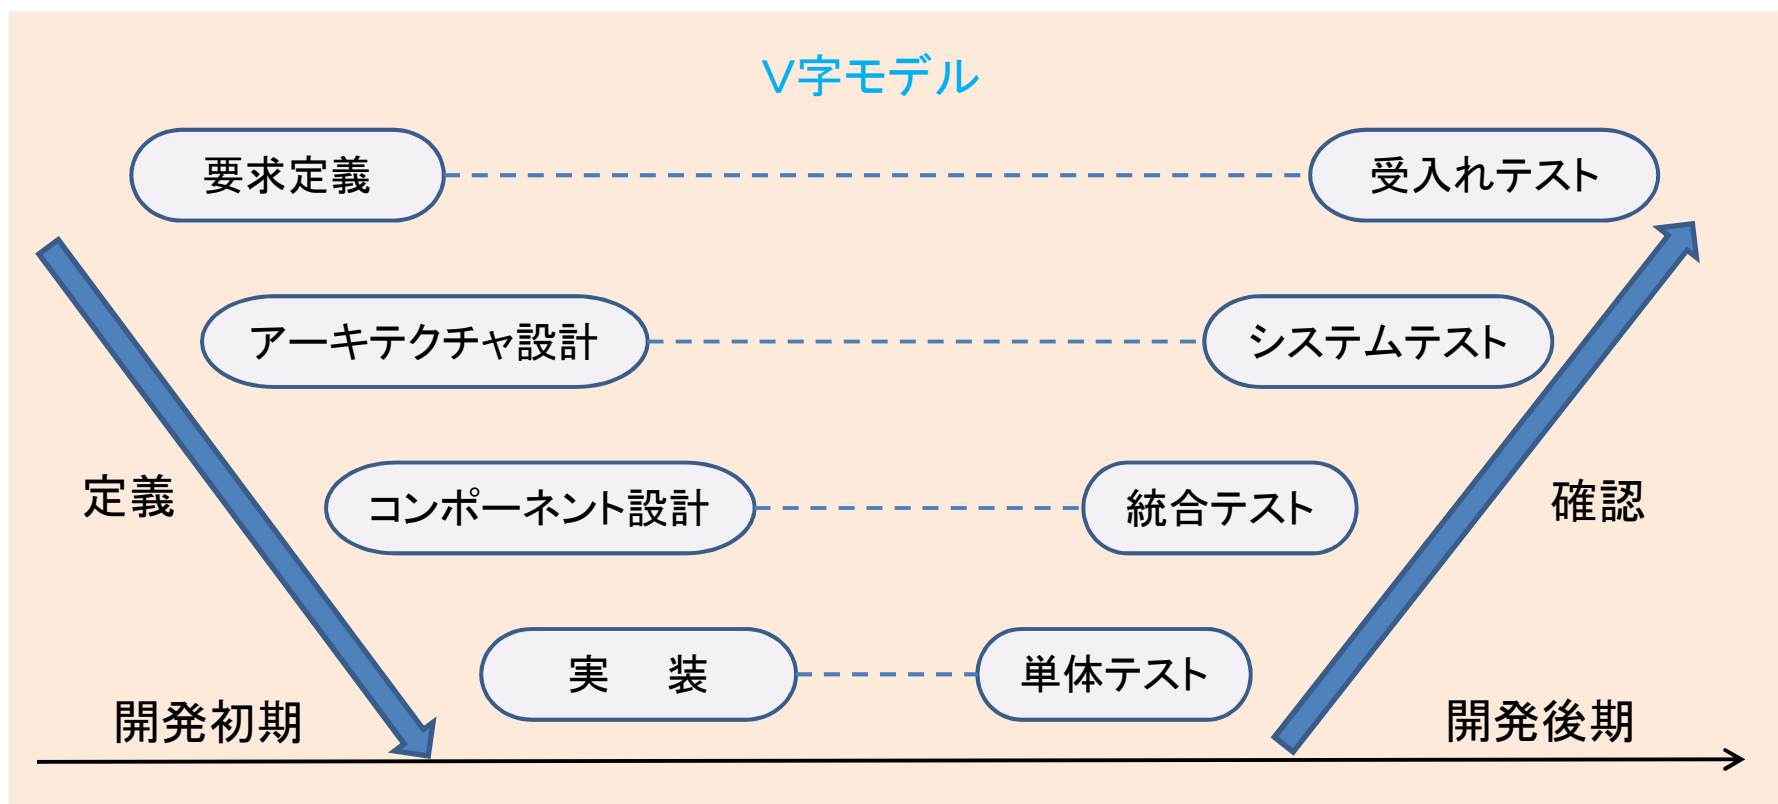 V字モデル
要求定義
受入れテスト
アーキテクチャ設計
システムテスト
定義
コンポーネント設計
統合テスト
確認
実　装
単体テスト
開発初期
開発後期